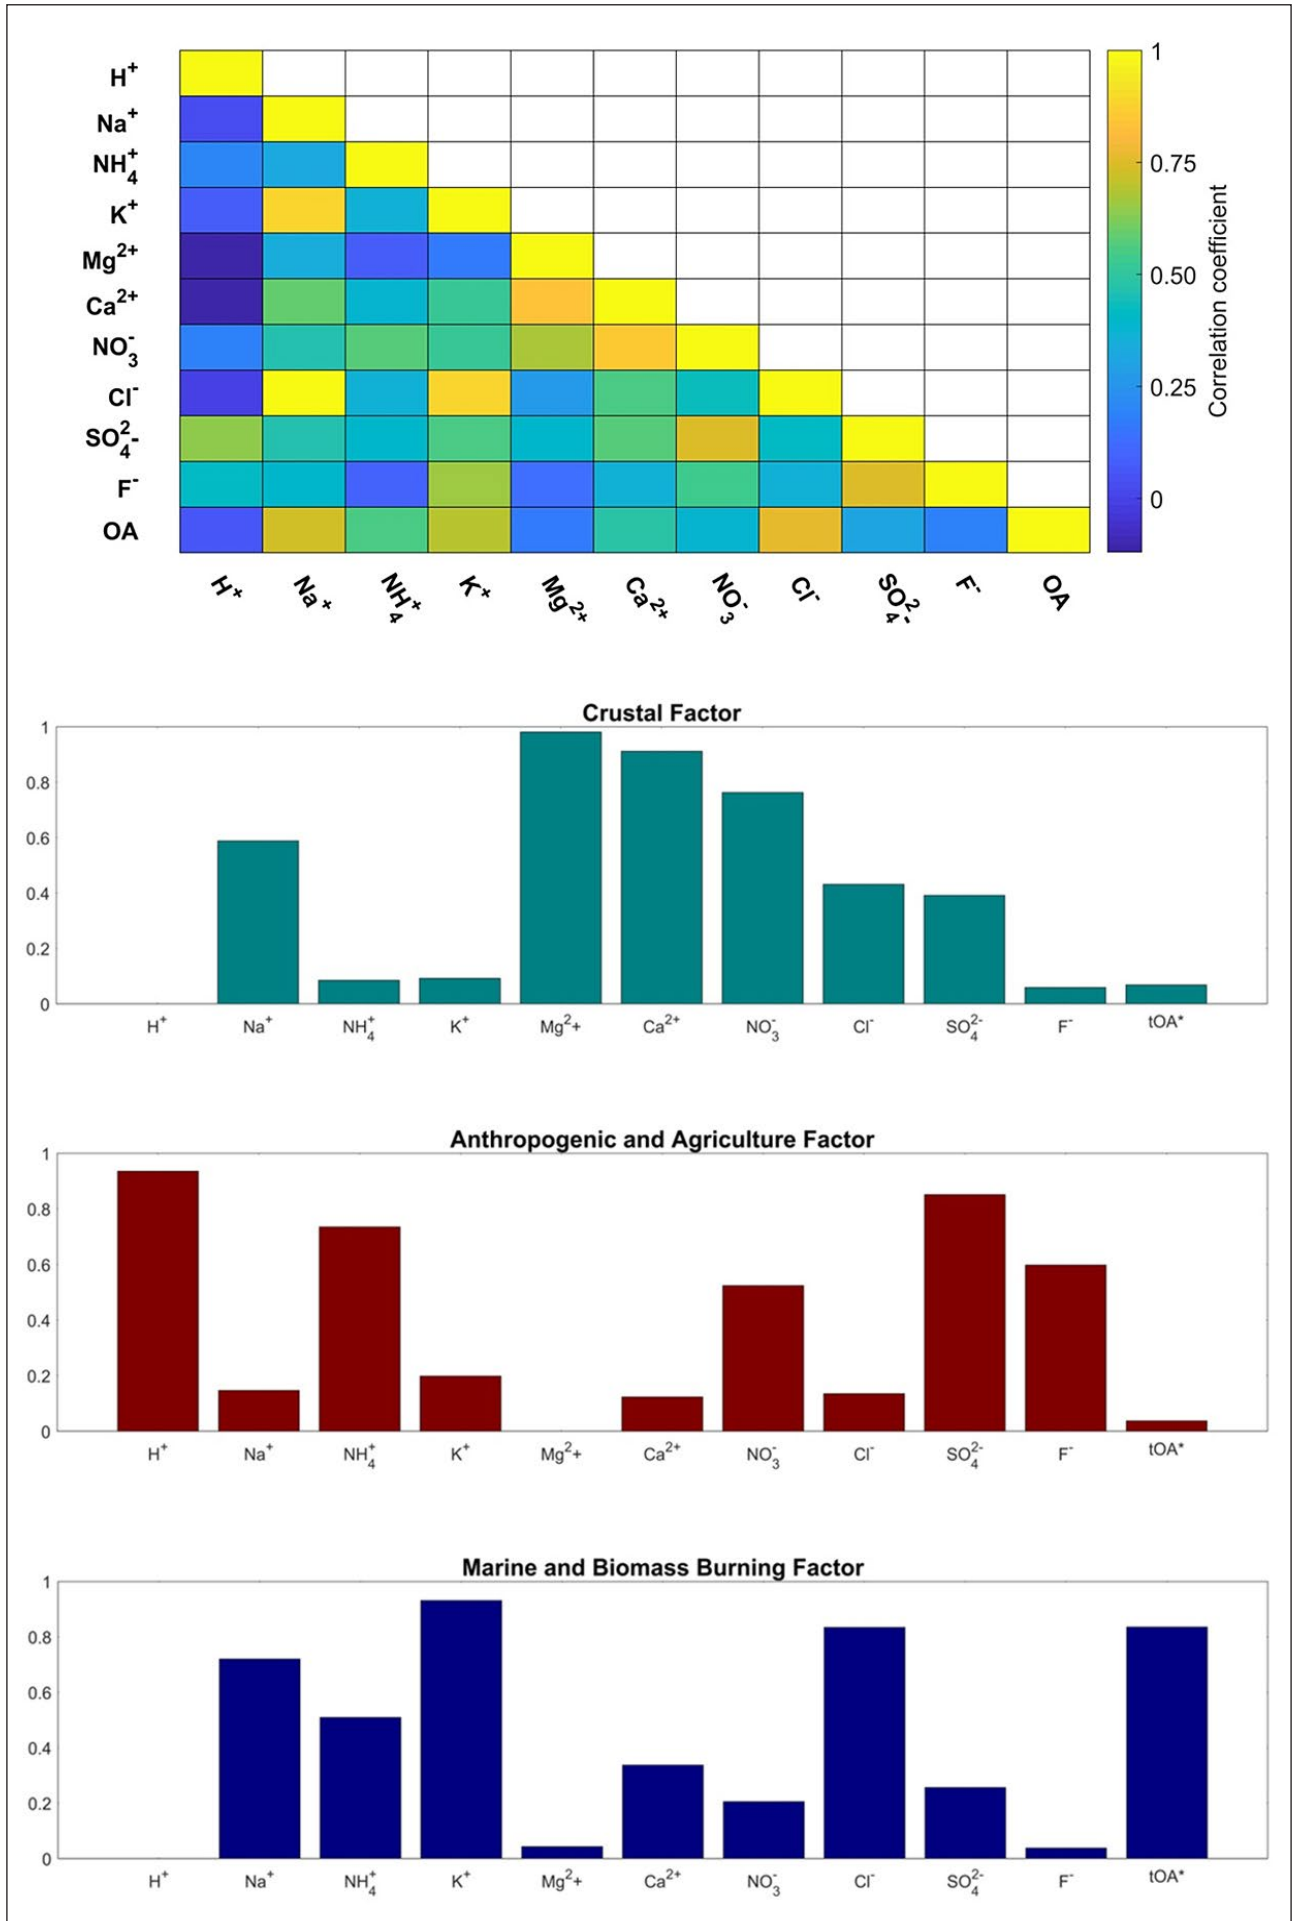 H+
Na+
NH4+
K+
Mg2+
Ca2+
NO3-
Cl-
SO42-
F-
OA
1
0.75
0.50
0.25
0
Correlation coefficient
H+ Na+ NH4+ K+ Mg2+ Ca2+ NO3- Cl- SO42- F- OA
Crustal Factor
1
0.8
0.6
0.4
0.2
0
H+ Na+ NH4+ K+ Mg2+ Ca2+ NO3- Cl- SO42- F- tOA*
Anthropogenic and Agriculture Factor
1
0.8
0.6
0.4
0.2
0
H+ Na+ NH4+ K+ Mg2+ Ca2+ NO3- Cl- SO42- F- tOA*
Marine and Biomass Burning Factor
1
0.8
0.6
0.4
0.2
0
H+ Na+ NH4+ K+ Mg2+ Ca2+ NO3- Cl- SO42- F- tOA*